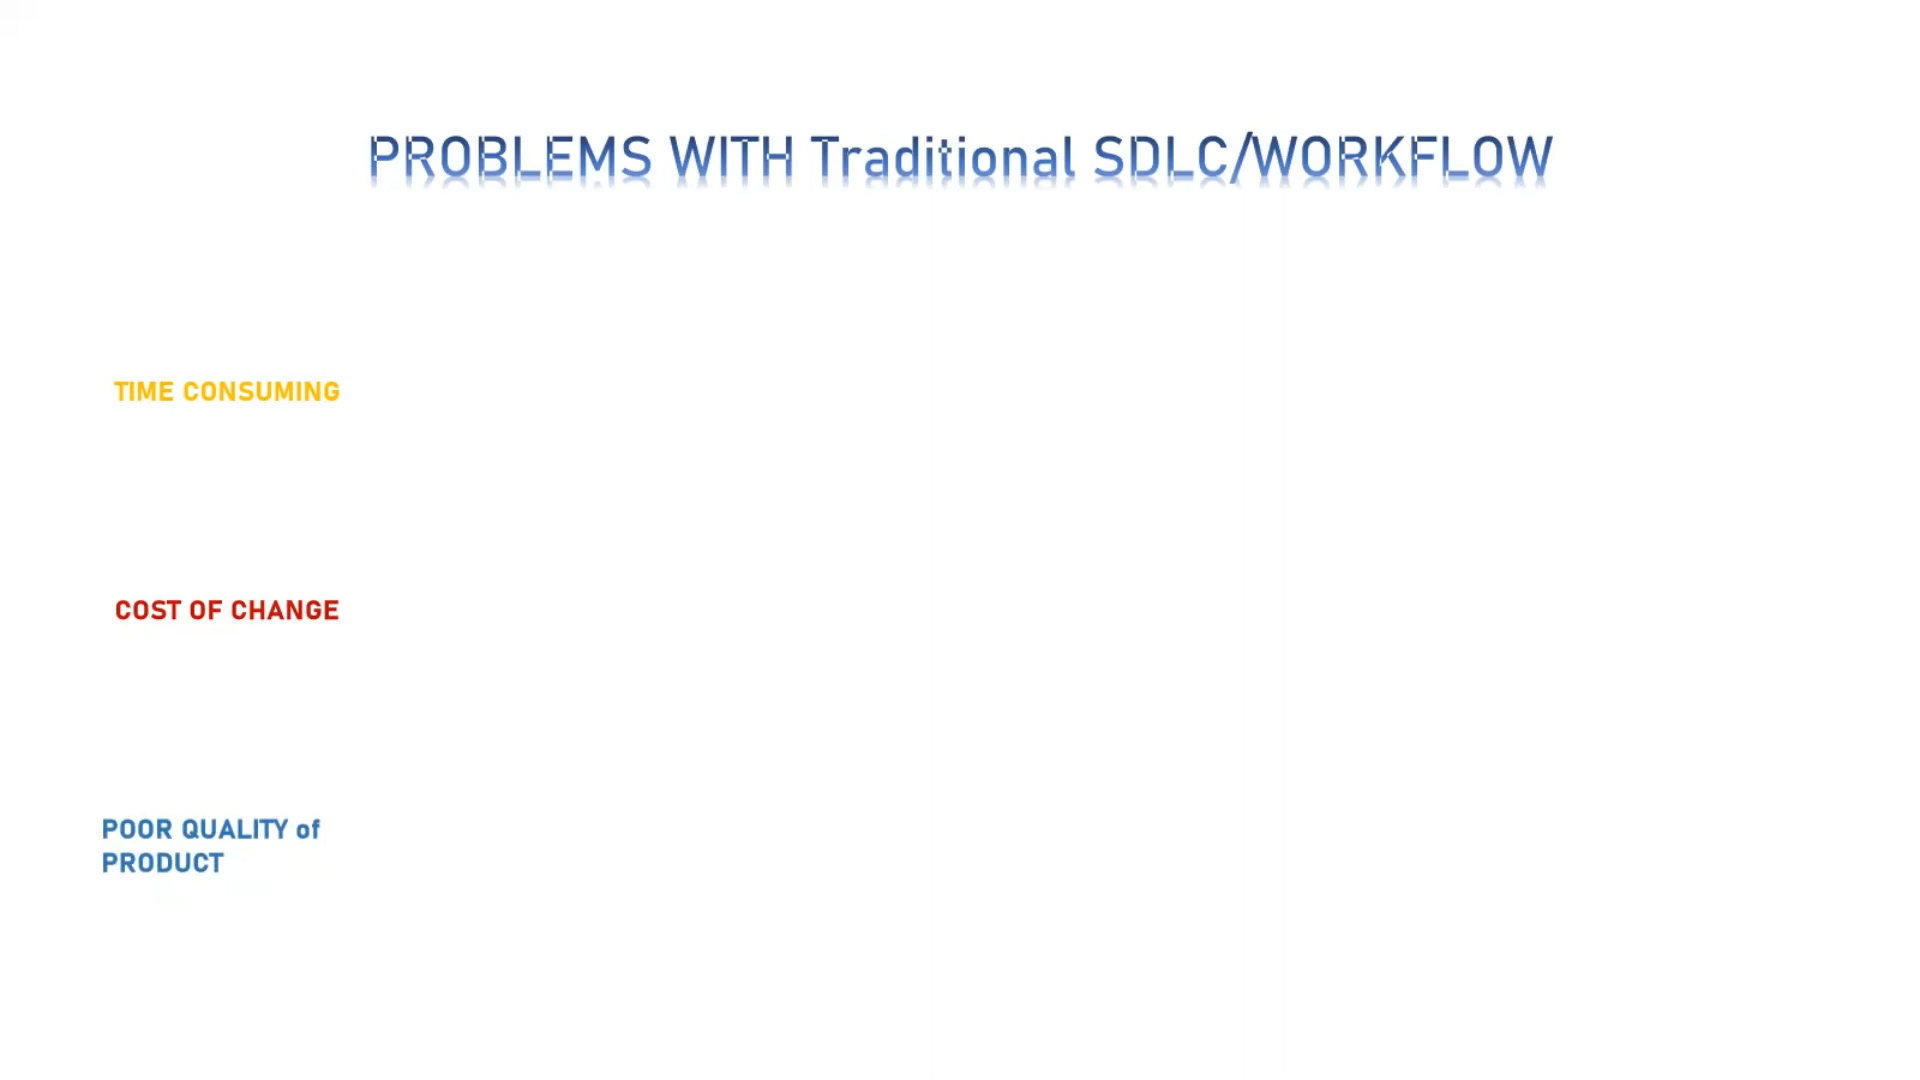 PROBLEMS WITH Traditional SDLC/WORKFLOW
TIME CONSUMING
COST OF CHANGE
POOR QUALITY of
PRODUCT